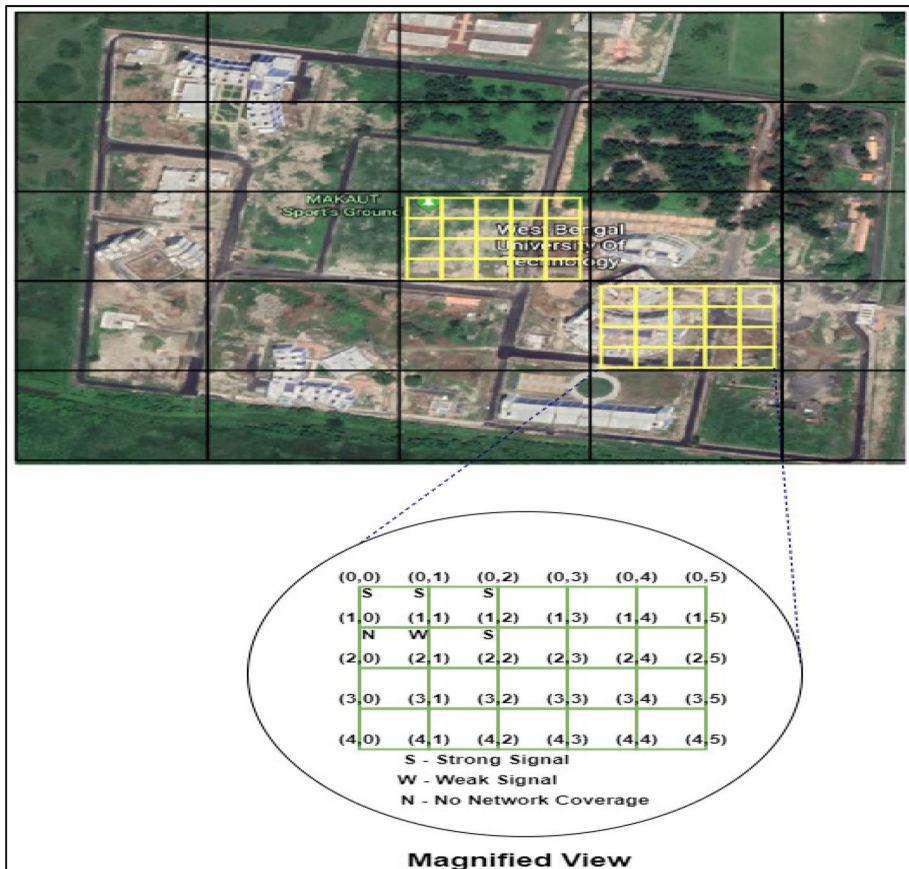 MAKAUT
Sport's Ground
West Bengal
University Of
Technology
(0,0) (0,1) (0,2) (0,3) (0,4) (0,5)
S S S
(1,0) (1,1) (1,2) (1,3) (1,4) (1,5)
N W S
(2,0) (2,1) (2,2) (2,3) (2,4) (2,5)
(3,0) (3,1) (3,2) (3,3) (3,4) (3,5)
(4,0) (4,1) (4,2) (4,3) (4,4) (4,5)
S - Strong Signal
W - Weak Signal
N - No Network Coverage
Magnified View